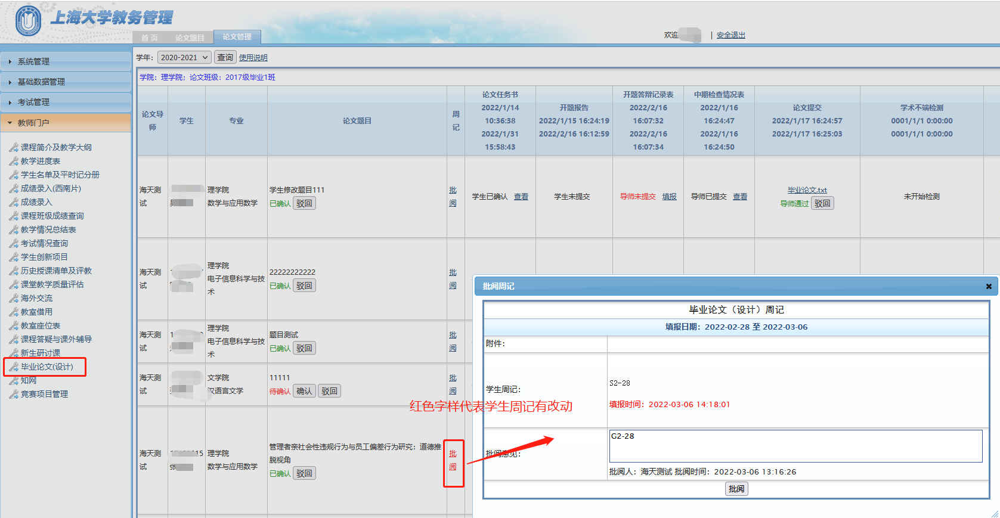 上海大学教务管理
首 页
论文题目
论文管理
欢迎
| 安全退出
系统管理
基础数据管理
考试管理
教师门户
课程简介及教学大纲
教学进度表
学生名单及平时记分册
成绩录入(西南片)
成绩录入
课程班级成绩查询
教学情况总结表
考试情况查询
学生创新项目
历史授课清单及评教
课堂教学质量评估
海外交流
教室借用
教室座位表
课程答疑与课外辅导
新生研讨课
毕业论文(设计)
知网
竞赛项目管理
学年: 2020-2021 查询 使用说明
学院: 理学院; 论文班级: 2017级毕业1班
论文导
师
学生
专业
论文题目
周
记
论文任务书
2022/1/14
10:36:38
2022/1/31
15:58:43
开题报告
2022/1/15 16:24:19
2022/2/16 16:12:59
开题答辩记录表
2022/2/16
16:07:32
2022/2/16
16:07:34
中期检查情况表
2022/1/16
16:24:47
2022/1/16
16:24:50
论文提交
2022/1/17 16:24:57
2022/1/17 16:25:03
学术不端检测
0001/1/1 0:00:00
0001/1/1 0:00:00
海天测
试
理学院
数学与应用数学
学生修改题目111
已确认 驳回
批
阅
学生已确认 查看
学生未提交
导师未提交 填报
导师已提交 查看
毕业论文.txt
导师通过 驳回
未开始检测
海天测
试
理学院
电子信息科学与技
术
22222222222
已确认 驳回
批
阅
海天测
试
理学院
电子信息科学与技
术
题目测试
已确认 驳回
批
阅
海天测
试
文学院
汉语言文学
11111
待确认 确认 驳回
批
阅
海天测
试
15
张
理学院
数学与应用数学
管理者亲社会性违规行为与员工偏差行为研究: 道德推
脱视角
已确认 驳回
批
阅
红色字样代表学生周记有改动
批阅周记
毕业论文（设计）周记
填报日期: 2022-02-28 至 2022-03-06
附件:
学生周记:
S2-28
填报时间: 2022-03-06 14:18:01
批阅意见:
G2-28
批阅人: 海天测试 批阅时间: 2022-03-06 13:16:26
批阅